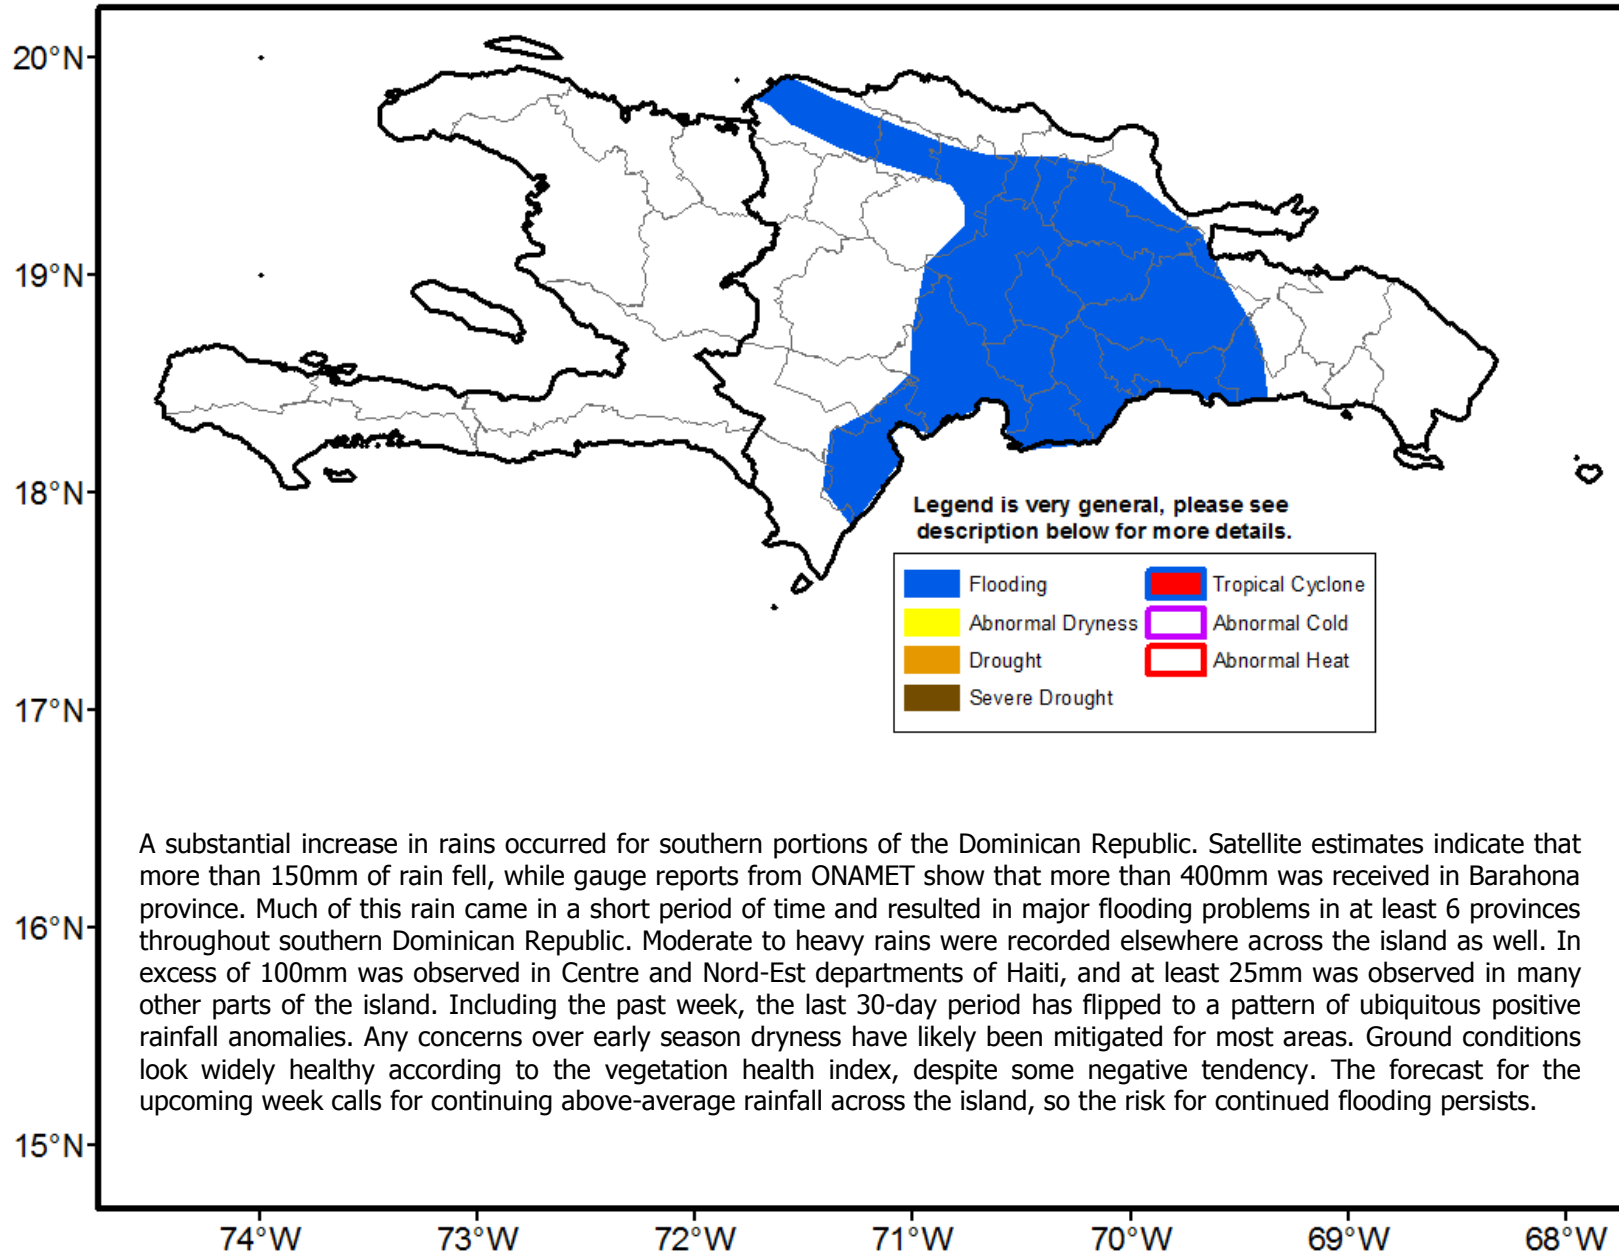 20°N
19°N
18°N
17°N
16°N
15°N
Legend is very general, please see
description below for more details.
Flooding
Tropical Cyclone
Abnormal Dryness
Abnormal Cold
Drought
Abnormal Heat
Severe Drought
A substantial increase in rains occurred for southern portions of the Dominican Republic. Satellite estimates indicate that
more than 150mm of rain fell, while gauge reports from ONAMET show that more than 400mm was received in Barahona
province. Much of this rain came in a short period of time and resulted in major flooding problems in at least 6 provinces
throughout southern Dominican Republic. Moderate to heavy rains were recorded elsewhere across the island as well. In
excess of 100mm was observed in Centre and Nord-Est departments of Haiti, and at least 25mm was observed in many
other parts of the island. Including the past week, the last 30-day period has flipped to a pattern of ubiquitous positive
rainfall anomalies. Any concerns over early season dryness have likely been mitigated for most areas. Ground conditions
look widely healthy according to the vegetation health index, despite some negative tendency. The forecast for the
upcoming week calls for continuing above-average rainfall across the island, so the risk for continued flooding persists.
74°W 73°W 72°W 71°W 70°W 69°W 68°W